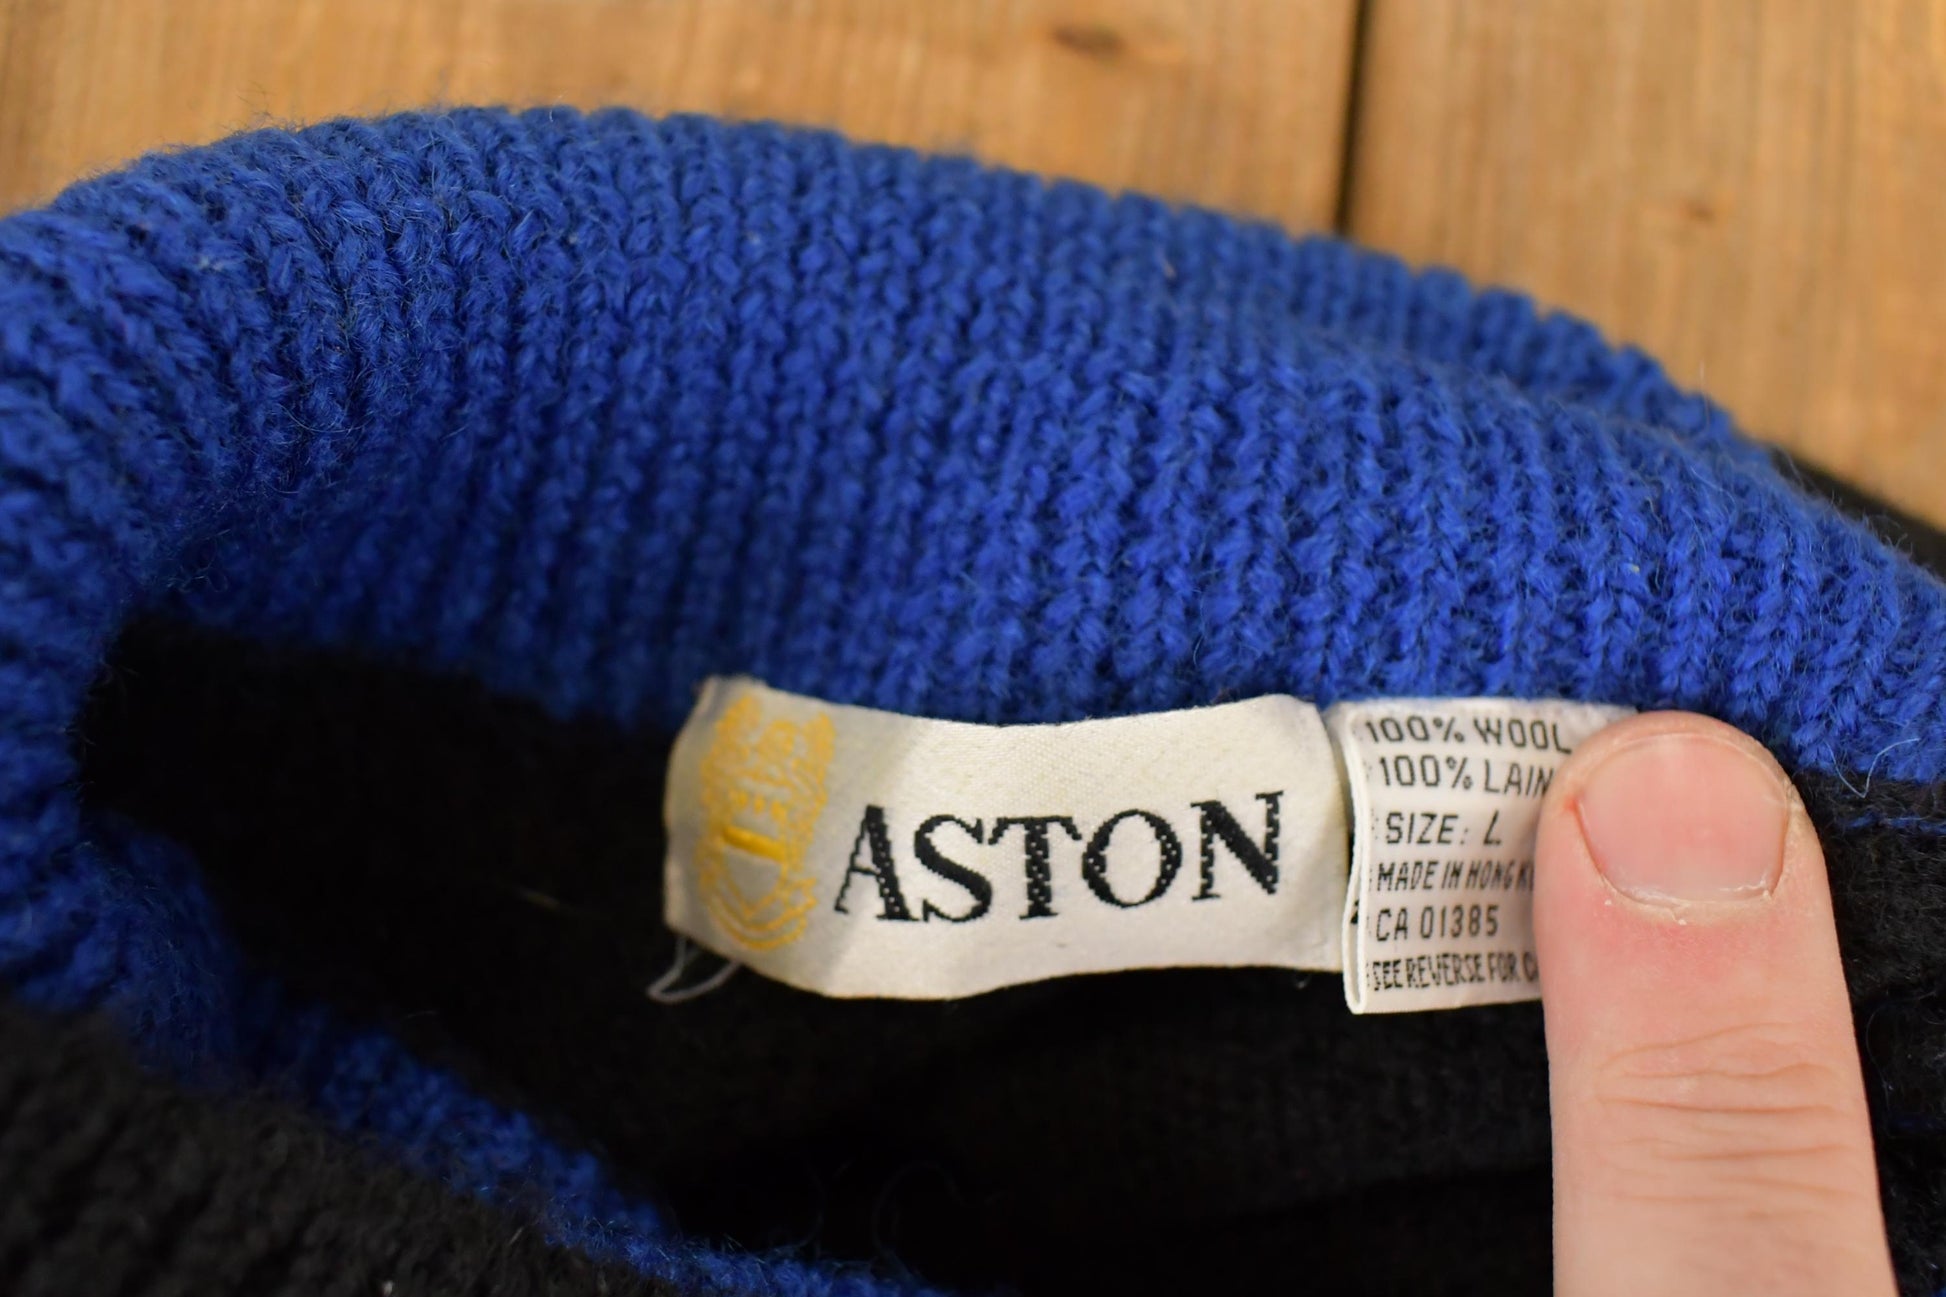 ASTON
100% WOOL
100% LAIN
SIZE: L
MADE IN HONG K
CA 01385
SEE REVERSE FOR C